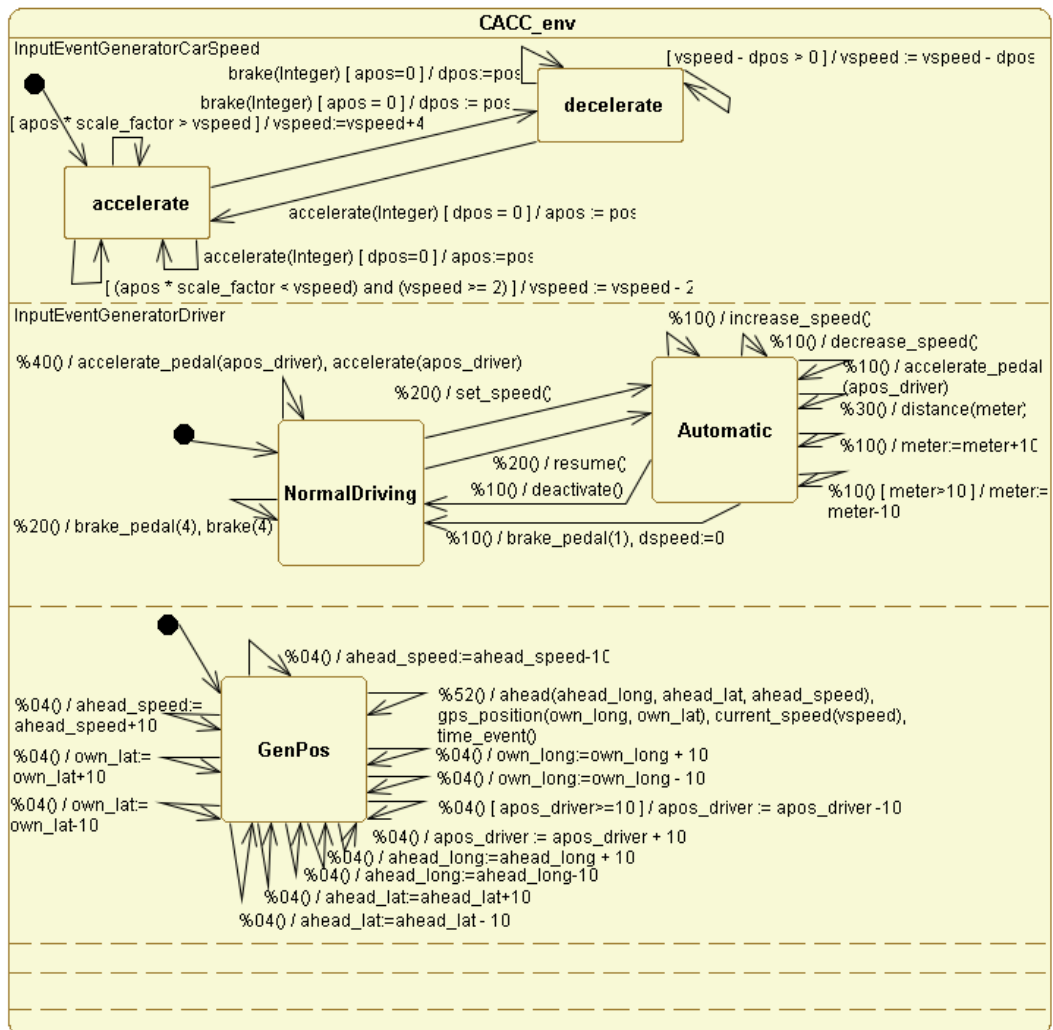 CACC_env
InputEventGeneratorCarSpeed
[ vspeed - dpos > 0 ] / vspeed := vspeed - dpos
brake(Integer) [ apos=0 ] / dpos:=pos
brake(Integer) [ apos = 0 ] / dpos := pos
decelerate
[ apos * scale_factor > vspeed ] / vspeed:=vspeed+4
accelerate
accelerate(Integer) [ dpos = 0 ] / apos := pos
accelerate(Integer) [ dpos=0 ] / apos:=pos
[ (apos * scale_factor < vspeed) and (vspeed >= 2) ] / vspeed := vspeed - 2
InputEventGeneratorDriver
%10() / increase_speed(
%10() / decrease_speed(
%40() / accelerate_pedal(apos_driver), accelerate(apos_driver)
%10() / accelerate_pedal
(apos_driver)
%20() / set_speed(
%30() / distance(meter)
Automatic
%10() / meter:=meter+10
%20() / resume(
NormalDriving
%10() / deactivate()
%10() [ meter>10 ] / meter:=
meter-10
%20() / brake_pedal(4), brake(4)
%10() / brake_pedal(1), dspeed:=0
%04() / ahead_speed:=ahead_speed-10
%04() / ahead_speed:=
ahead_speed+10
%52() / ahead(ahead_long, ahead_lat, ahead_speed),
gps_position(own_long, own_lat), current_speed(vspeed),
time_event()
GenPos
%04() / own_lat:=
own_lat+10
%04() / own_long:=own_long + 10
%04() / own_long:=own_long - 10
%04() / own_lat:=
own_lat-10
%04() [ apos_driver>=10 ] / apos_driver := apos_driver -10
%04() / apos_driver := apos_driver + 10
%04() / ahead_long:=ahead_long + 10
%04() / ahead_long:=ahead_long-10
%04() / ahead_lat:=ahead_lat+10
%04() / ahead_lat:=ahead_lat - 10